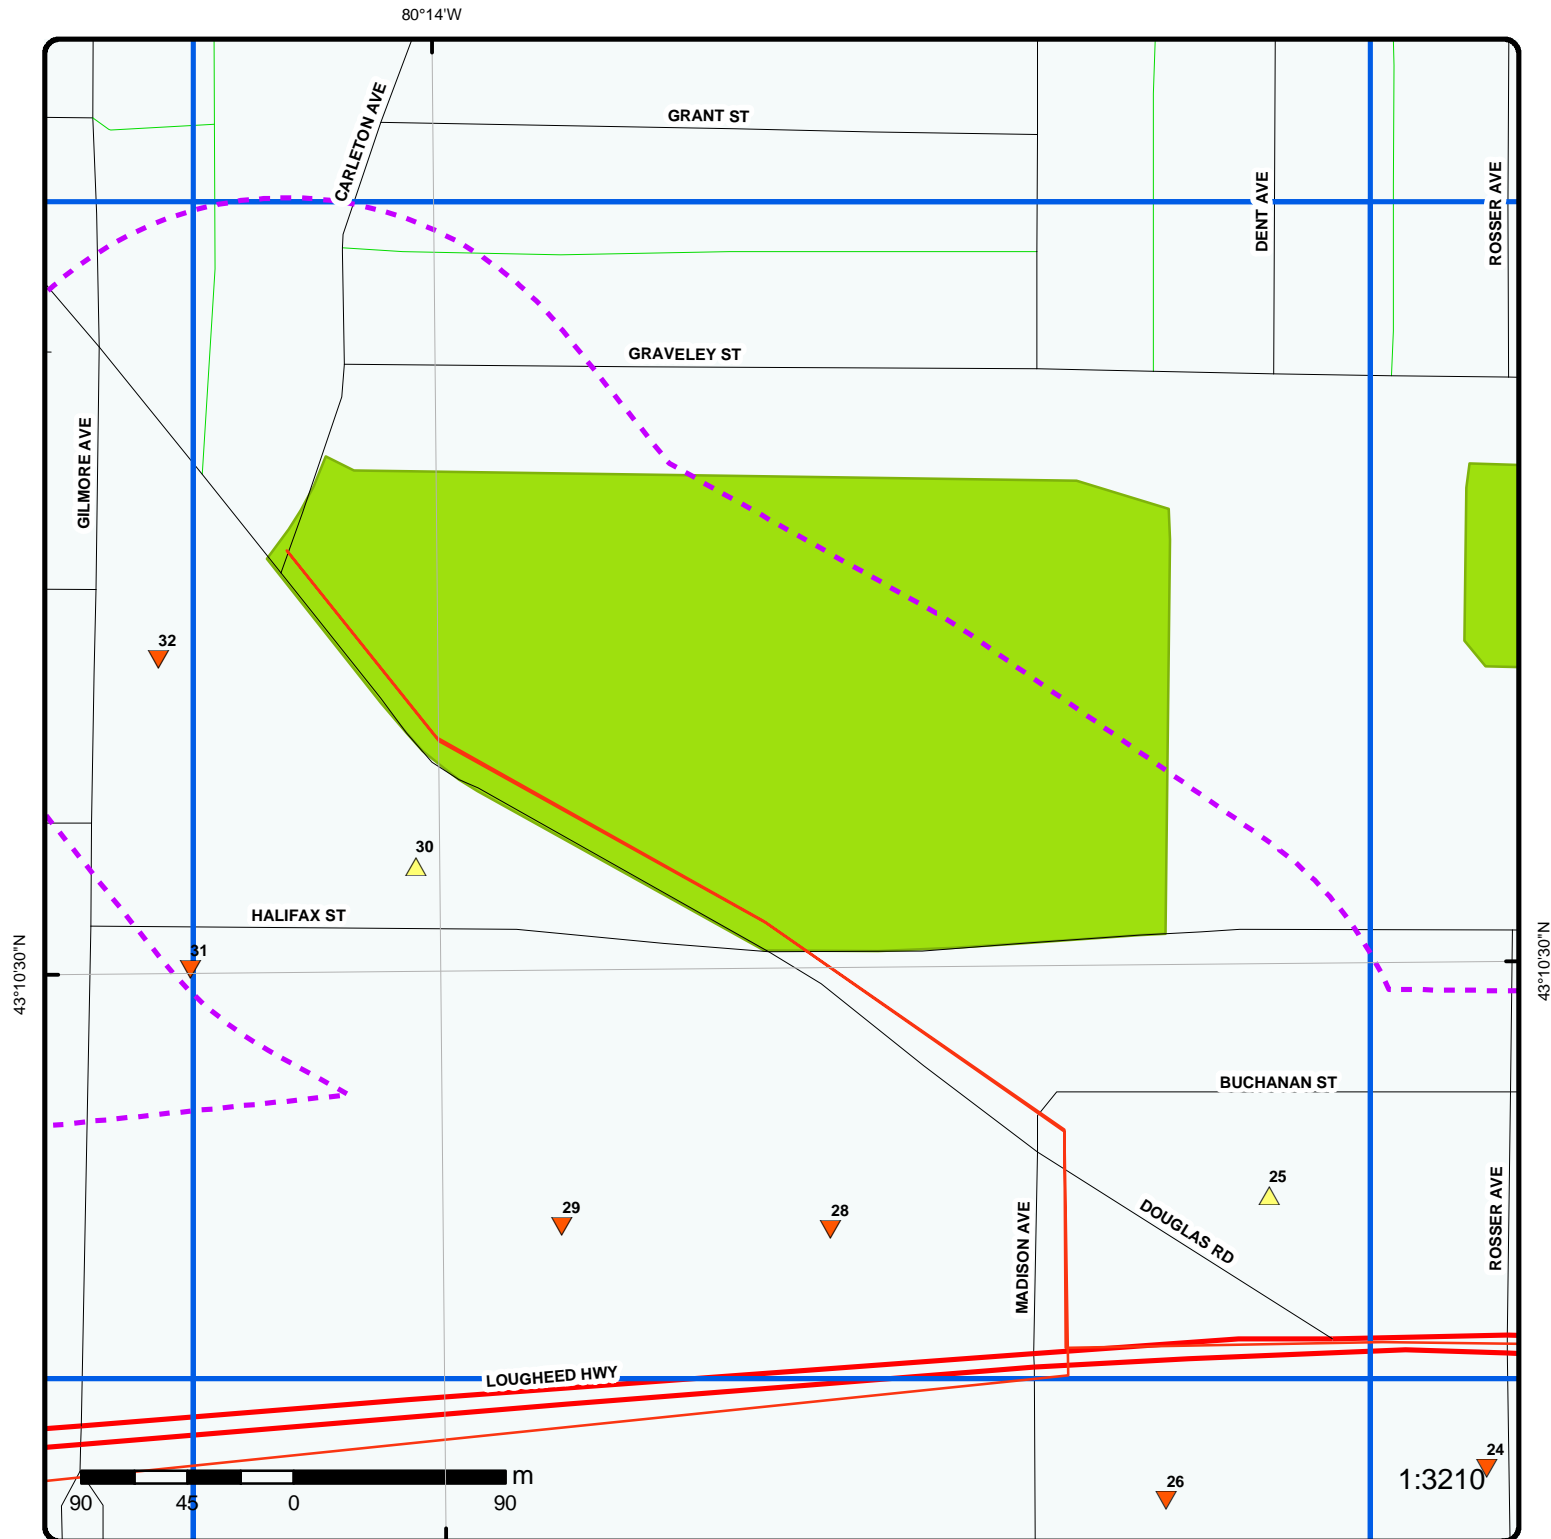 80°14'W
GRANT ST
CARLETON AVE
DENT AVE
ROSSER AVE
GRAVELEY ST
GILMORE AVE
32
30
HALIFAX ST
31
43°10'30"N
43°10'30"N
BUCHANAN ST
25
29
28
MADISON AVE
DOUGLAS RD
ROSSER AVE
LOUGHEED HWY
24
26
m
1:3210
90 45 0 90